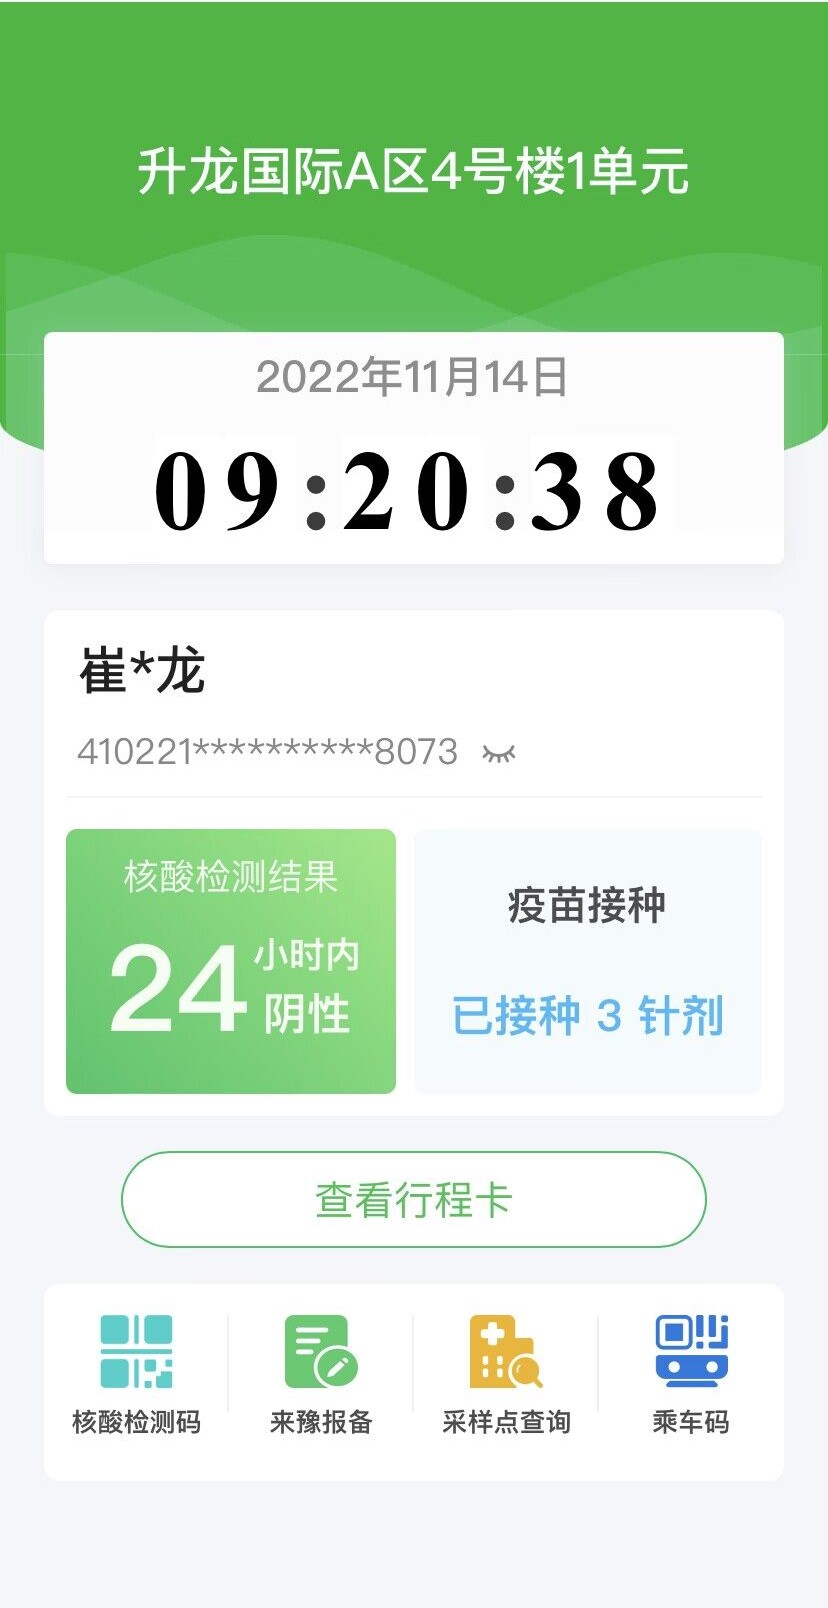 升龙国际A区4号楼1单元
2022年11月14日
09:20:38
崔*龙
410221**********8073
核酸检测结果
24小时内
阴性
疫苗接种
已接种 3 针剂
查看行程卡
核酸检测码
来豫报备
采样点查询
乘车码